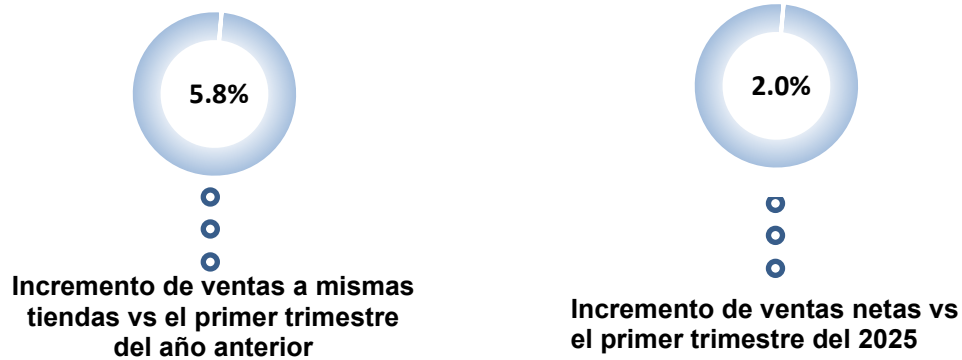 5.8%
Incremento de ventas a mismas
tiendas vs el primer trimestre
del año anterior
2.0%
Incremento de ventas netas vs
el primer trimestre del 2025